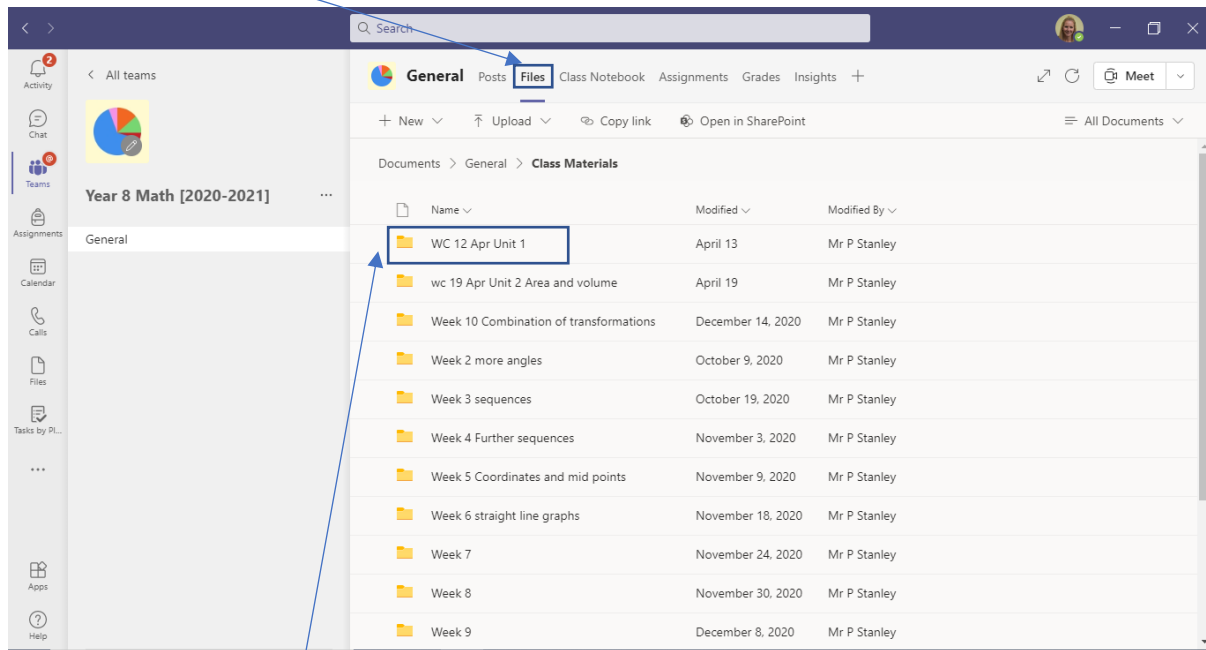 Search
2
Activity
Chat
Teams
Assignments
Calendar
Calls
Files
Tasks by Pl...
Apps
Help
All teams
Year 8 Math [2020-2021]
General
General Posts Files Class Notebook Assignments Grades Insights Meet
New Upload Copy link Open in SharePoint All Documents
Documents > General > Class Materials
Name Modified Modified By
WC 12 Apr Unit 1 April 13 Mr P Stanley
wc 19 Apr Unit 2 Area and volume April 19 Mr P Stanley
Week 10 Combination of transformations December 14, 2020 Mr P Stanley
Week 2 more angles October 9, 2020 Mr P Stanley
Week 3 sequences October 19, 2020 Mr P Stanley
Week 4 Further sequences November 3, 2020 Mr P Stanley
Week 5 Coordinates and mid points November 9, 2020 Mr P Stanley
Week 6 straight line graphs November 18, 2020 Mr P Stanley
Week 7 November 24, 2020 Mr P Stanley
Week 8 November 30, 2020 Mr P Stanley
Week 9 December 8, 2020 Mr P Stanley